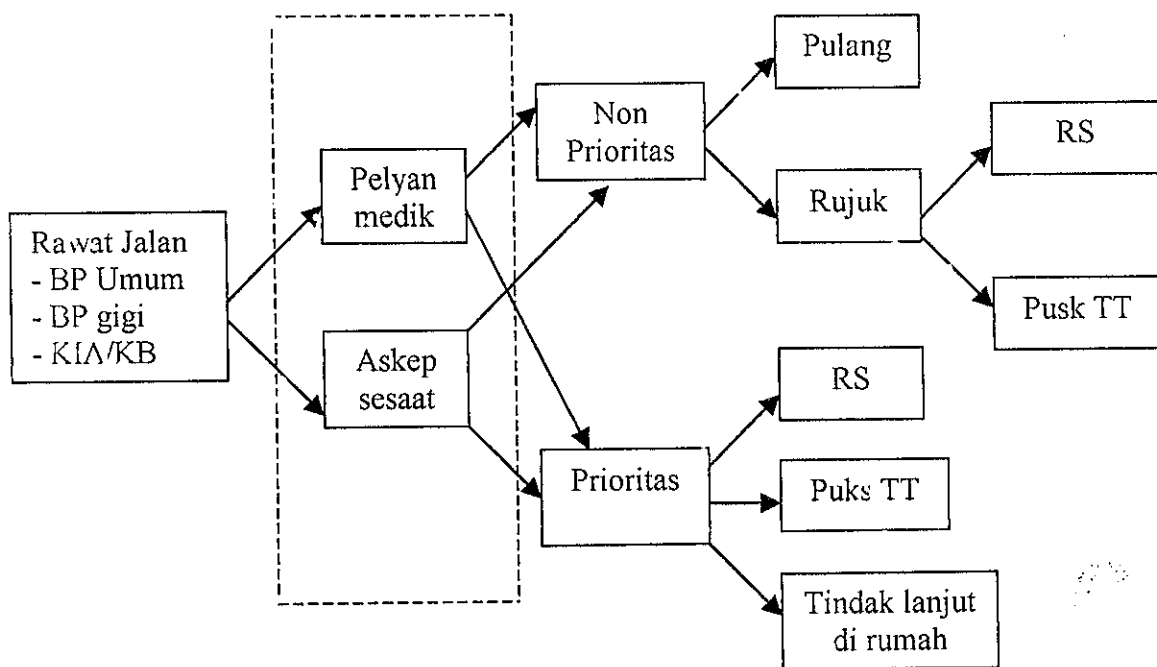 Rawat Jalan
- BP Umum
- BP gigi
- KIA/KB
Pelyan
medik
Askep
sesaat
Non
Prioritas
Prioritas
Pulang
Rujuk
RS
Pusk TT
RS
Puks TT
Tindak lanjut
di rumah